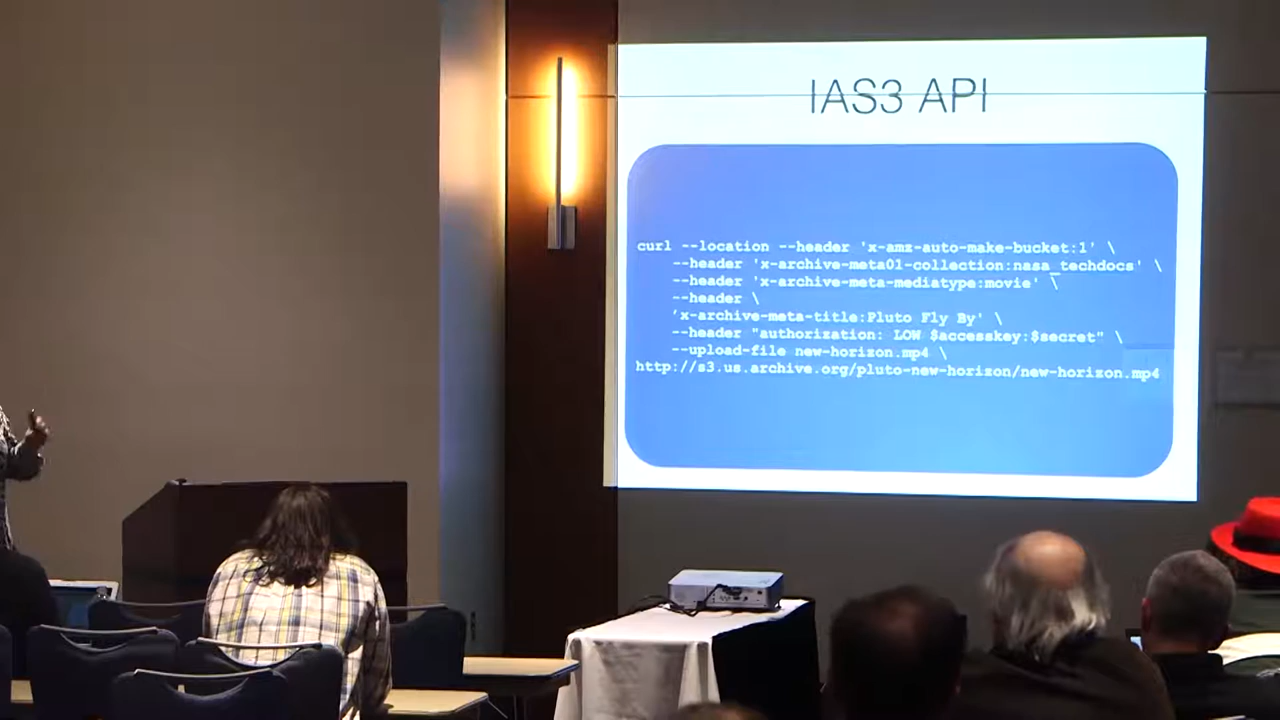 IAS3 API
curl --location --header 'x-amz-auto-make-bucket:1' \
--header 'x-archive-meta01-collection:nasa_techdocs' \
--header 'x-archive-meta-mediatype:movie' \
--header \
'x-archive-meta-title:Pluto Fly By' \
--header "authorization: LOW $accesskey:$secret" \
--upload-file new-horizon.mp4 \
http://s3.us.archive.org/pluto-new-horizon/new-horizon.mp4